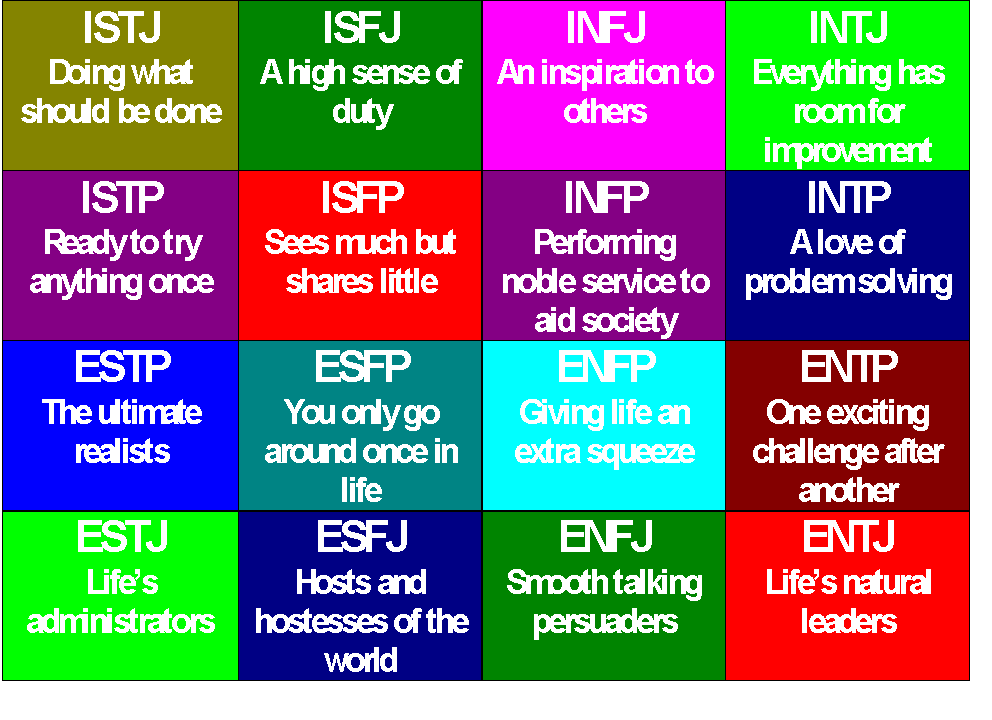 ISTJ
Doing what
should be done
ISFJ
A high sense of
duty
INFJ
An inspiration to
others
INTJ
Everything has
room for
improvement
ISTP
Ready to try
anything once
ISFP
Sees much but
shares little
INFP
Performing
noble service to
aid society
INTP
A love of
problem solving
ESTP
The ultimate
realists
ESFP
You only go
around once in
life
ENFP
Giving life an
extra squeeze
ENTP
One exciting
challenge after
another
ESTJ
Life’s
administrators
ESFJ
Hosts and
hostesses of the
world
ENFJ
Smooth talking
persuaders
ENTJ
Life’s natural
leaders